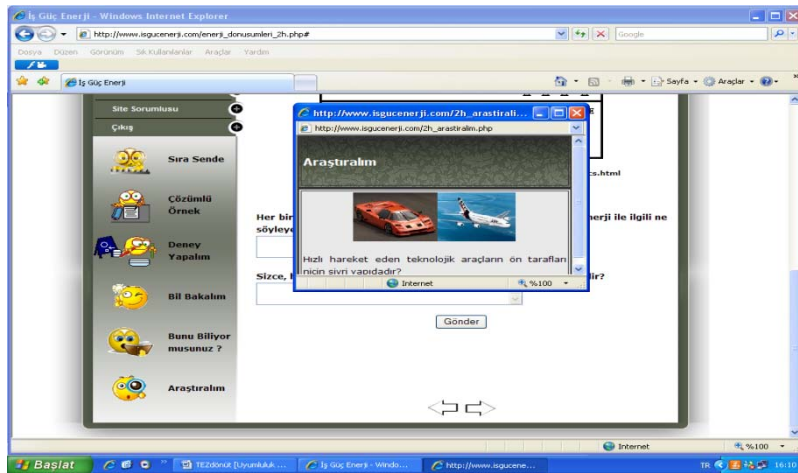 İş Güç Enerji - Windows Internet Explorer
http://www.isgucenerji.com/enerji_donusumleri_2h.php#
Google
Dosya Düzen Görünüm Sık Kullanılanlar Araçlar Yardım
İş Güç Enerji
Sayfa Araçlar
Site Sorumlusu
Çıkış
Sıra Sende
Çözümlü
Örnek
Deney
Yapalım
Bil Bakalım
Bunu Biliyor
musunuz ?
Araştıralım
cs.html
Her bir
enerji ile ilgili ne
söyleye
Sizce,
dir?
Gönder
http://www.isgucenerji.com/2h_arastirali...
http://www.isgucenerji.com/2h_arastiralim.php
Araştıralım
Hızlı hareket eden teknolojik araçların ön tarafları
niçin sivri yapıdadır?
Internet %100
Internet %100
Başlat
TEZdönüt [Uyumluluk ...
İş Güç Enerji - Windo...
http://www.isgucene...
TR
16:10